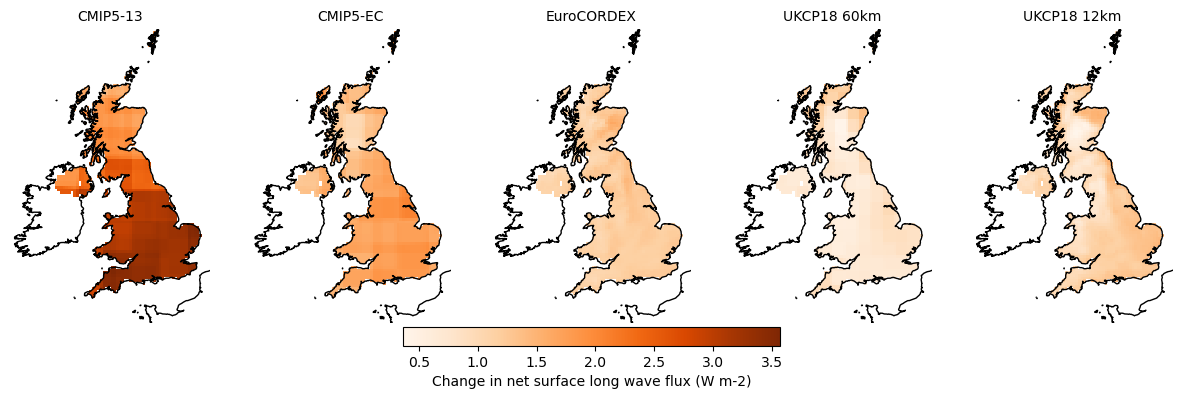 CMIP5-13 CMIP5-EC EuroCORDEX UKCP18 60km UKCP18 12km
0.5 1.0 1.5 2.0 2.5 3.0 3.5
Change in net surface long wave flux (W m-2)